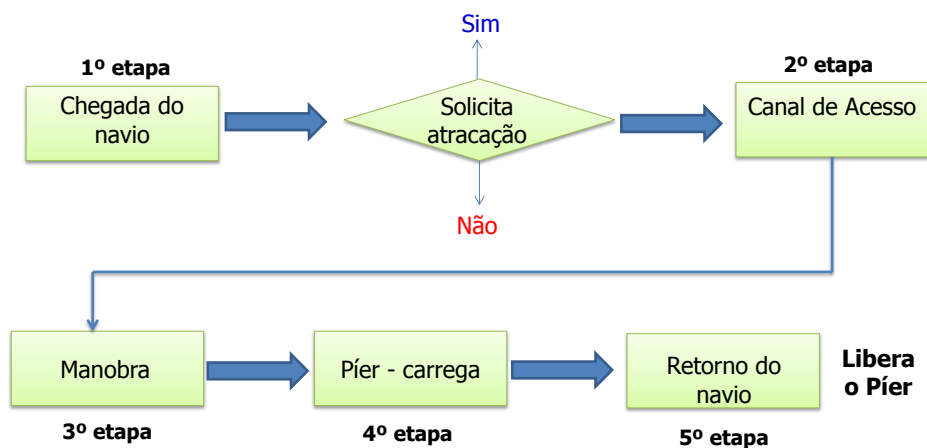 Sim
1º etapa
2º etapa
Chegada do
navio
Solicita
atracação
Canal de Acesso
Não
Manobra
Píer - carrega
Retorno do
navio
Libera
o Píer
3º etapa
4º etapa
5º etapa